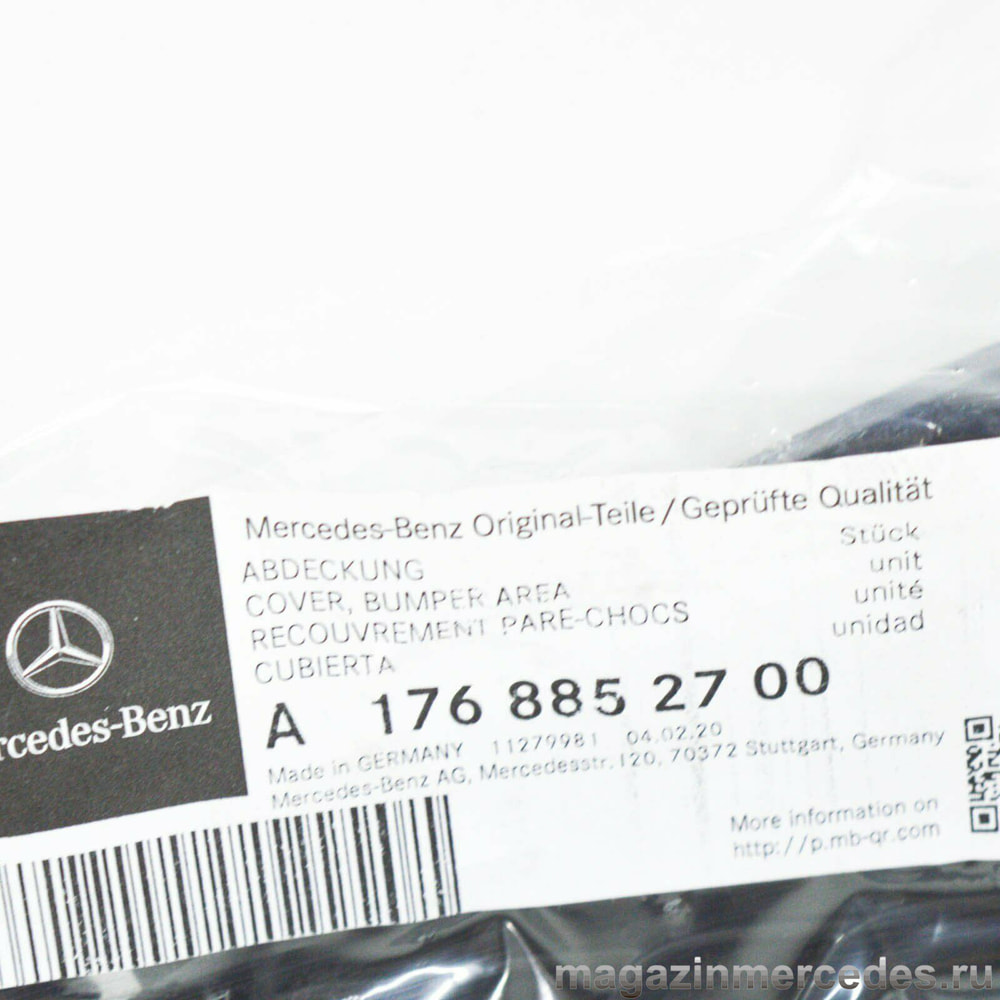 Mercedes-Benz Original-Teile/Geprüfte Qualität
ABDECKUNG
COVER, BUMPER AREA
RECOUVREMENT PARE-CHOCS
CUBIERTA
Stück
unit
unité
unidad
A 176 885 27 00
Made in GERMANY 11279981 04.02.20
Mercedes-Benz AG, Mercedesstr. 120, 70372 Stuttgart, Germany
More information on
http://p.mb-qr.com
rcedes-Benz
magazinmercedes.ru